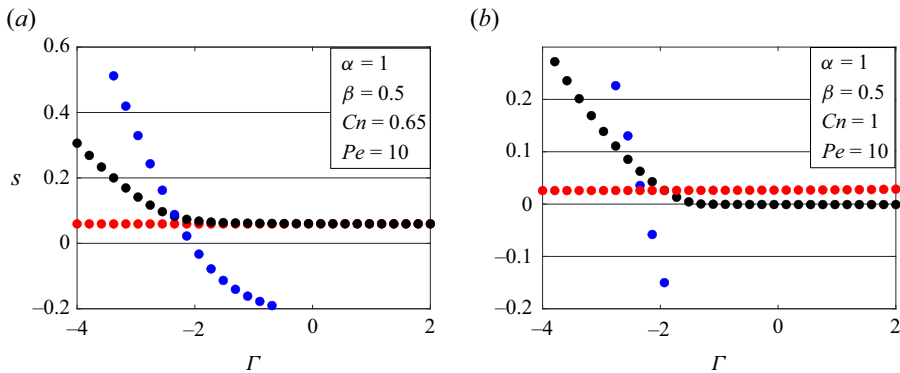 (a)
0.6
0.4
s 0.2
0
−0.2
−4 −2 0 2
Γ
α = 1
β = 0.5
Cn = 0.65
Pe = 10
(b)
0.2
0.1
0
−0.1
−0.2
−4 −2 0 2
Γ
α = 1
β = 0.5
Cn = 1
Pe = 10